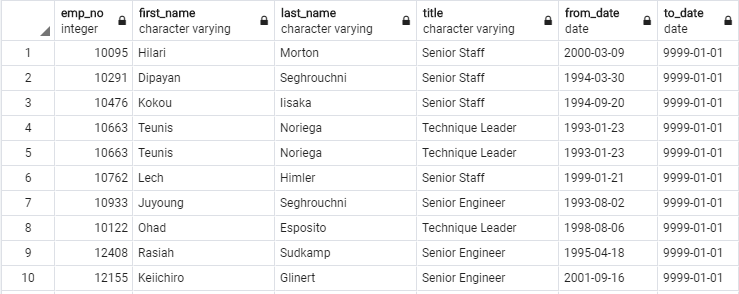 emp_no first_name last_name title from_date to_date
integer character varying character varying character varying date date
1 10095 Hilari Morton Senior Staff 2000-03-09 9999-01-01
2 10291 Dipayan Seghrouchni Senior Staff 1994-03-30 9999-01-01
3 10476 Kokou Iisaka Senior Staff 1994-09-20 9999-01-01
4 10663 Teunis Noriega Technique Leader 1993-01-23 9999-01-01
5 10663 Teunis Noriega Technique Leader 1993-01-23 9999-01-01
6 10762 Lech Himler Senior Staff 1999-01-21 9999-01-01
7 10933 Juyoung Seghrouchni Senior Engineer 1993-08-02 9999-01-01
8 10122 Ohad Esposito Technique Leader 1998-08-06 9999-01-01
9 12408 Rasiah Sudkamp Senior Engineer 1995-04-18 9999-01-01
10 12155 Keiichiro Glinert Senior Engineer 2001-09-16 9999-01-01